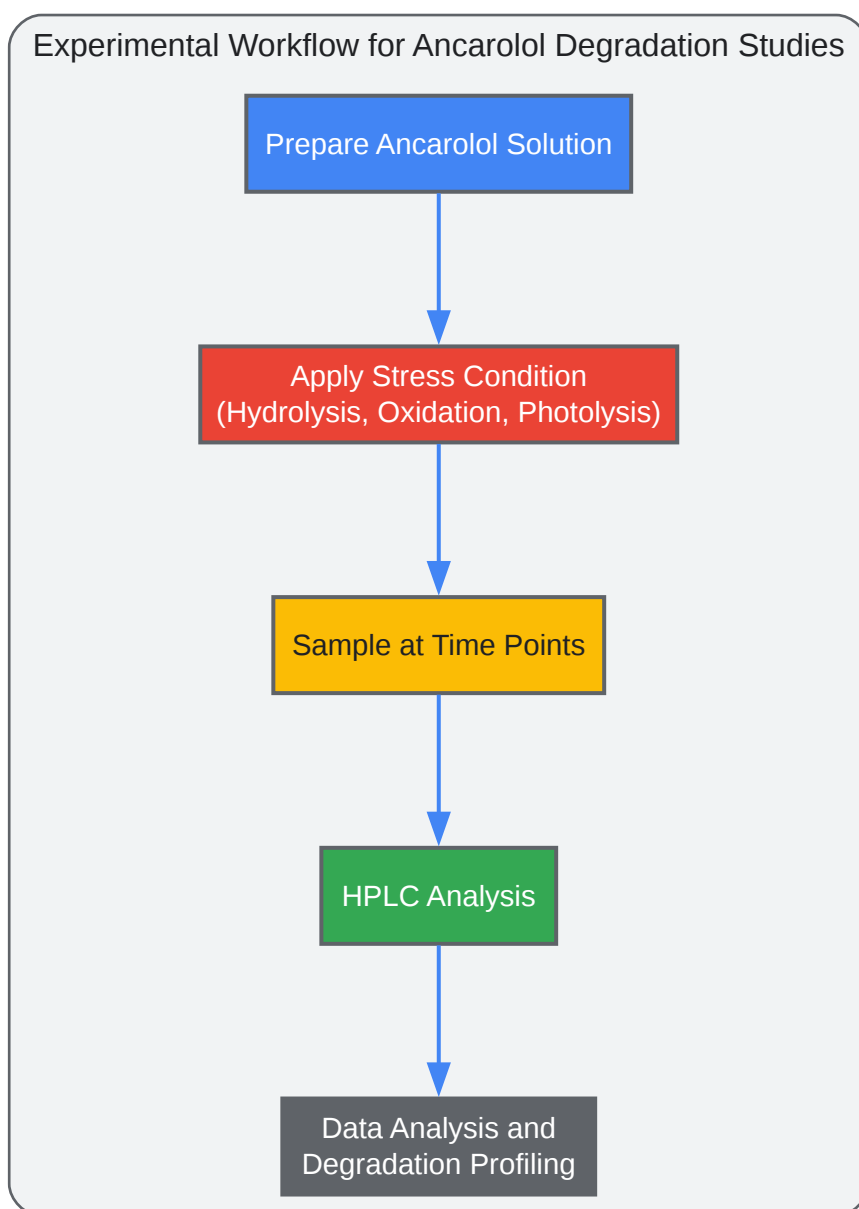 Experimental Workflow for Ancarolol Degradation Studies
Prepare Ancarolol Solution
Apply Stress Condition
(Hydrolysis, Oxidation, Photolysis)
Sample at Time Points
HPLC Analysis
Data Analysis and
Degradation Profiling